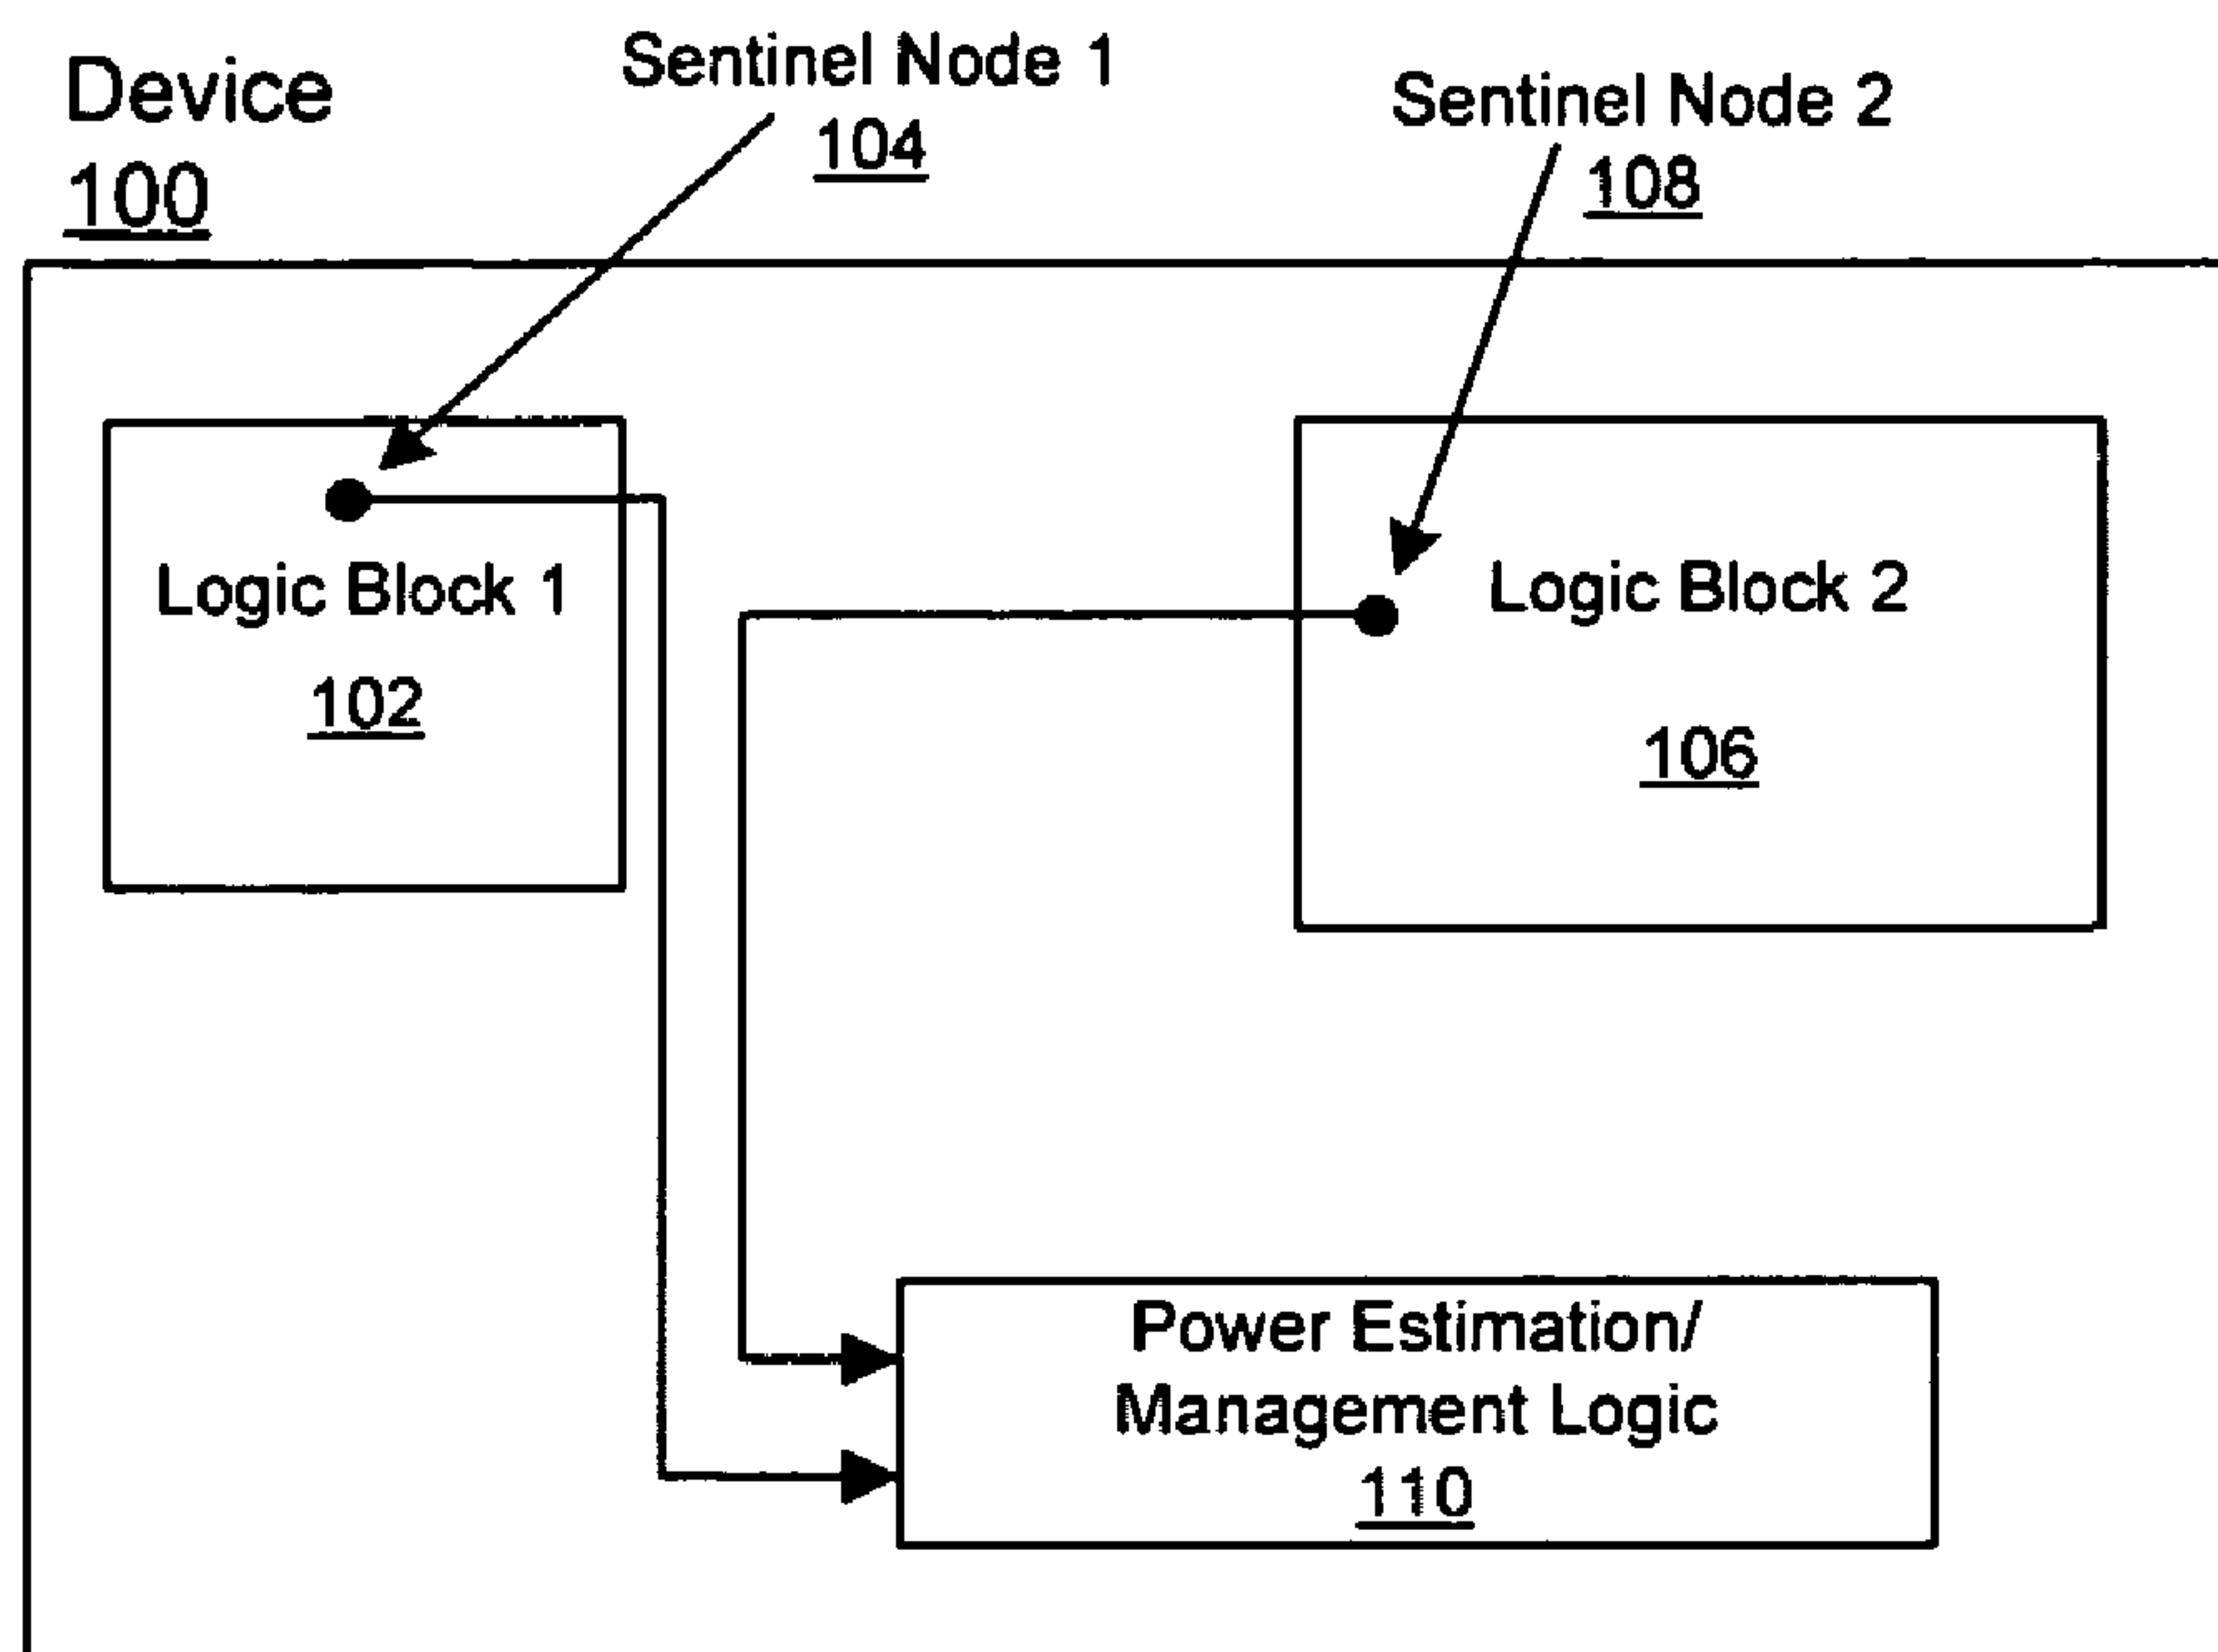 Device
100
Sentinel Node 1
104
Sentinel Node 2
108
Logic Block 1
102
Logic Block 2
106
Power Estimation/
Management Logic
110